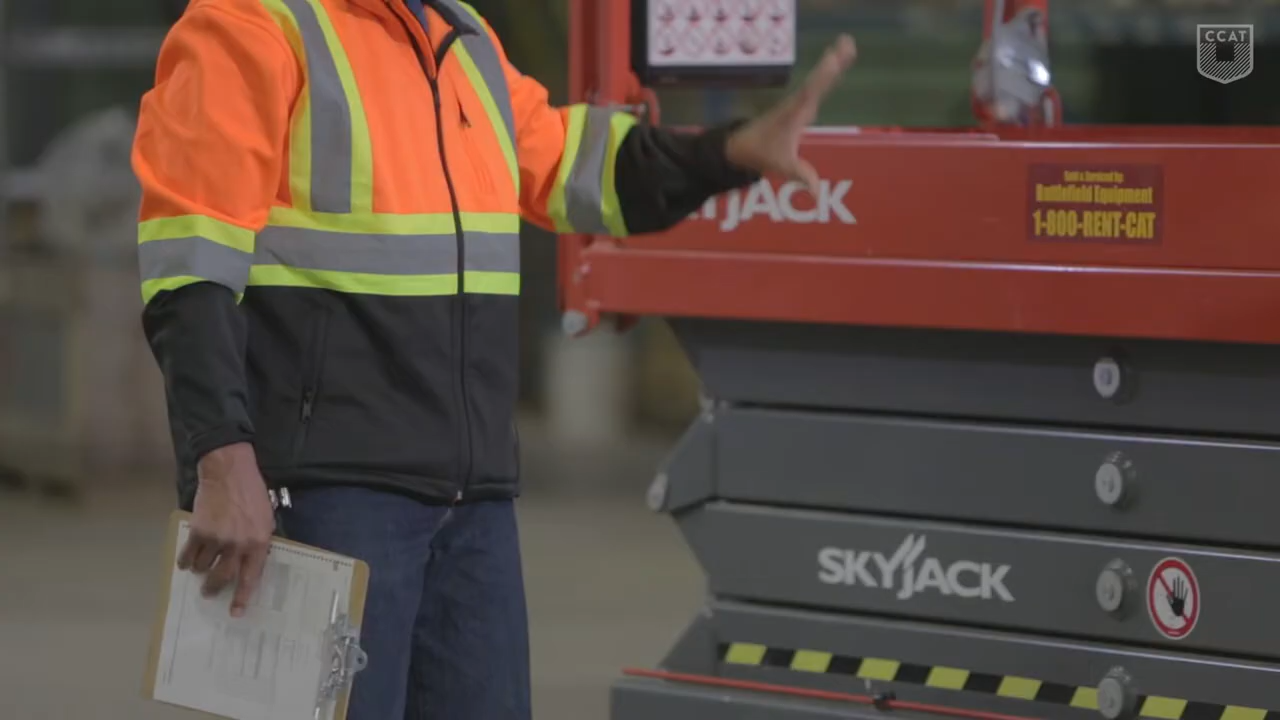 CCAT
JACK
Sold & Serviced by:
Battlefield Equipment
1-800-RENT-CAT
SKYJACK